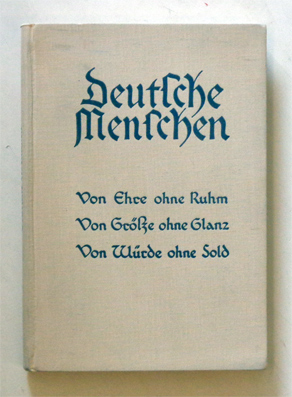 Deutsche
Menschen
Von Ehre ohne Ruhm
Von Größe ohne Glanz
Von Würde ohne Sold